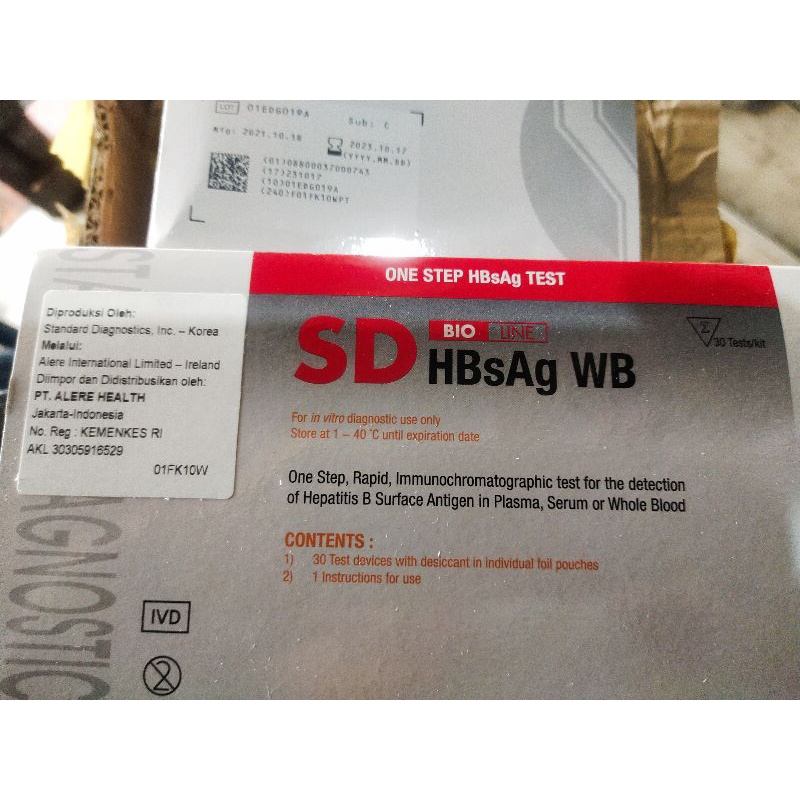 LOT 01EDG019A
Sub: C
MFD: 2021.10.18
2023.10.17
(YYYY.MM.DD)
(01)08800037000743
(17)231017
(10)01EDG019A
(240)F01FK10WPT
ONE STEP HBsAg TEST
SD BIO LINE
HBsAg WB
Σ 30 Tests/kit
Diproduksi Oleh:
Standard Diagnostics, Inc. – Korea
Melalui:
Alere International Limited – Ireland
Diimpor dan Didistribusikan oleh:
PT. ALERE HEALTH
Jakarta-Indonesia
No. Reg : KEMENKES RI
AKL 30305916529
01FK10W
For in vitro diagnostic use only
Store at 1 – 40 °C until expiration date
One Step, Rapid, Immunochromatographic test for the detection
of Hepatitis B Surface Antigen in Plasma, Serum or Whole Blood
CONTENTS :
1) 30 Test devices with desiccant in individual foil pouches
2) 1 Instructions for use
IVD
2